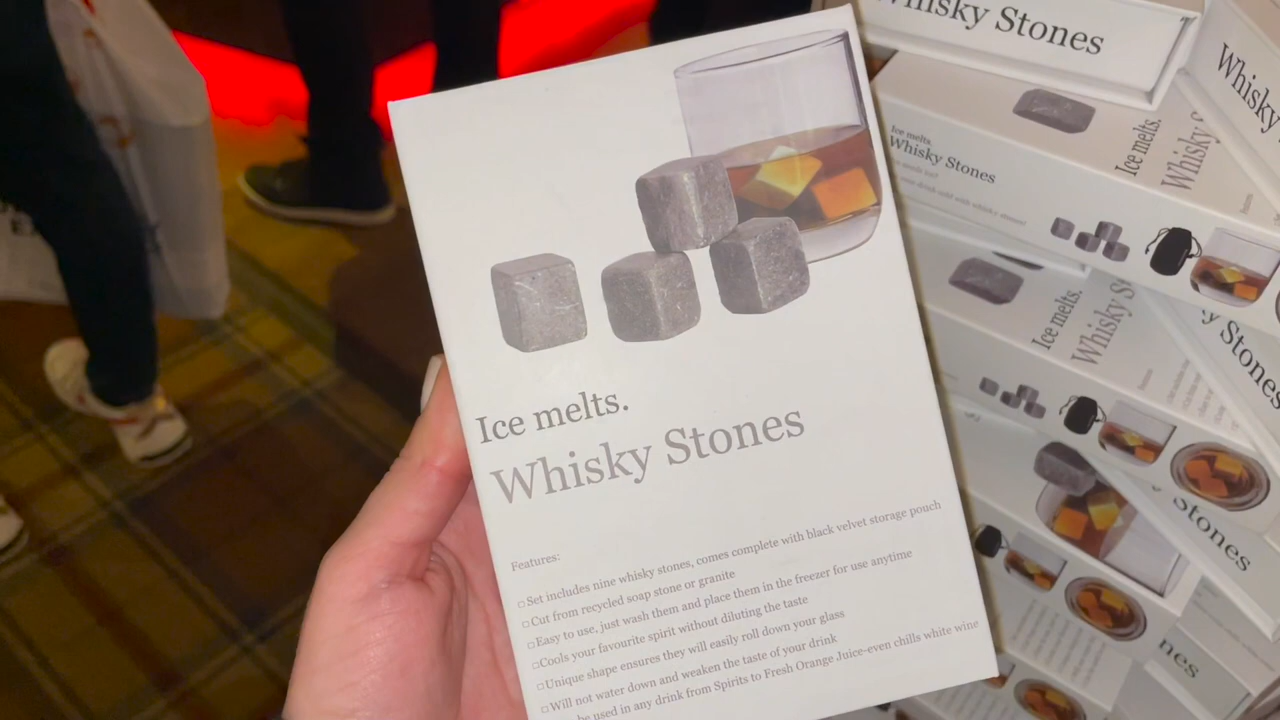 Ice melts.
Whisky Stones
Features:
□ Set includes nine whisky stones, comes complete with black velvet storage pouch
□ Cut from recycled soap stone or granite
□ Easy to use, just wash them and place them in the freezer for use anytime
□ Cools your favourite spirit without diluting the taste
□ Unique shape ensures they will easily roll down your glass
□ Will not water down and weaken the taste of your drink
be used in any drink from Spirits to Fresh Orange Juice-even chills white wine
Whisky Stones
Whisky
Ice melts.
Whisky Stones
Ice melts.
Whisky S
Ice melts.
Whisky St
y Stones
Stones
nes